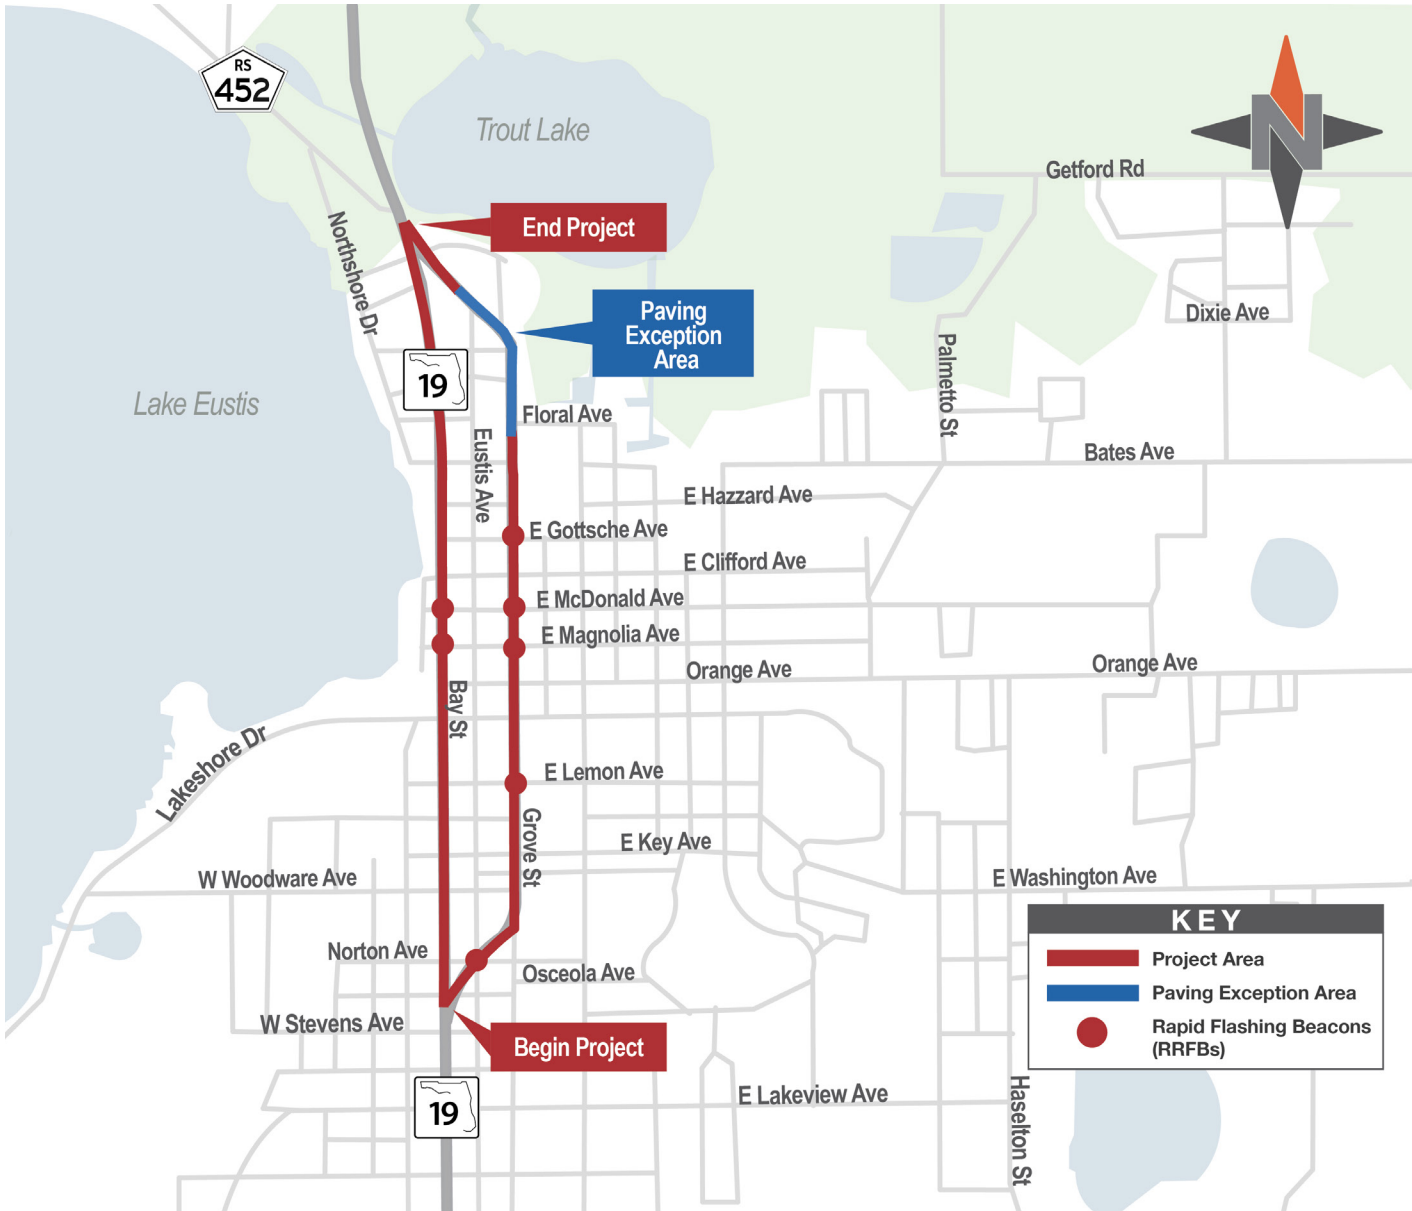 RS
452
Trout Lake
N
Getford Rd
End Project
Northshore Dr
Paving
Exception
Area
Dixie Ave
Palmetto St
19
Lake Eustis
Floral Ave
Eustis Ave
Bates Ave
E Hazzard Ave
E Gottsche Ave
E Clifford Ave
E McDonald Ave
E Magnolia Ave
Orange Ave
Orange Ave
Bay St
Lakeshore Dr
E Lemon Ave
Grove St
E Key Ave
W Woodware Ave
E Washington Ave
KEY
Project Area
Paving Exception Area
Rapid Flashing Beacons
(RRFBs)
Norton Ave
Osceola Ave
W Stevens Ave
Begin Project
19
E Lakeview Ave
Haselton St